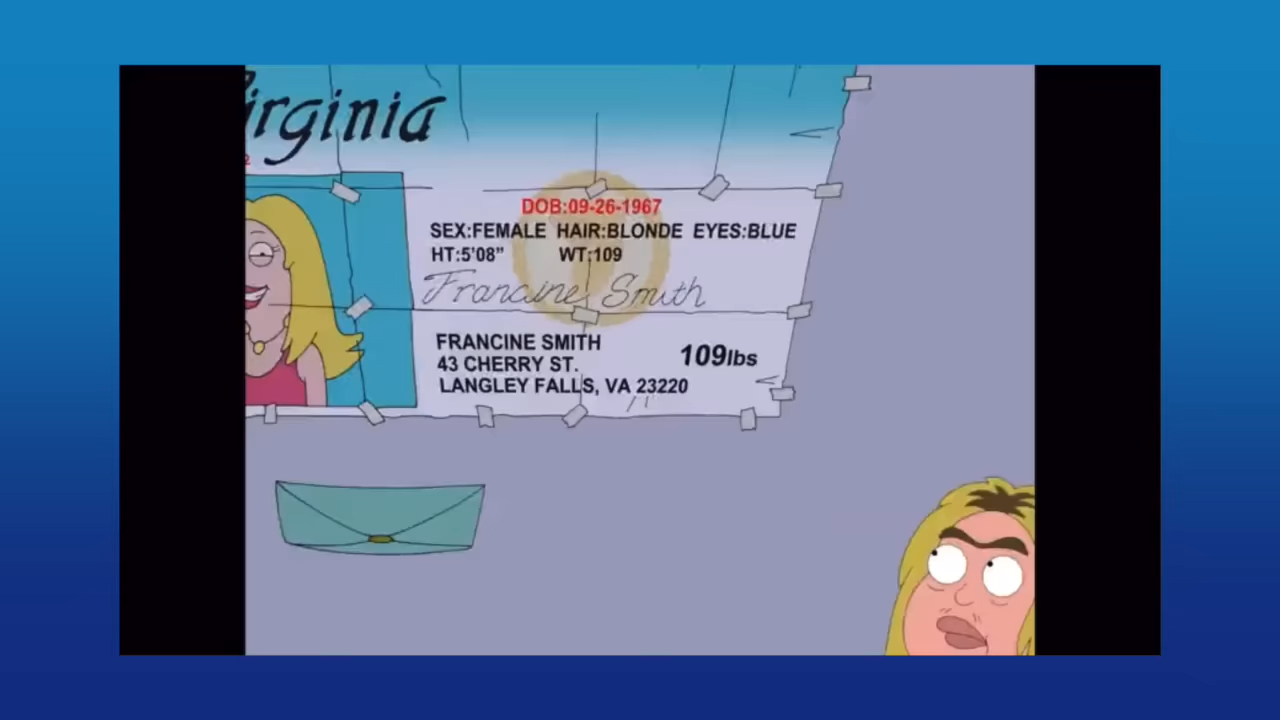 irginia
2
DOB:09-26-1967
SEX:FEMALE HAIR:BLONDE EYES:BLUE
HT:5'08” WT:109
Francine Smith
FRANCINE SMITH
43 CHERRY ST.
109lbs
LANGLEY FALLS, VA 23220